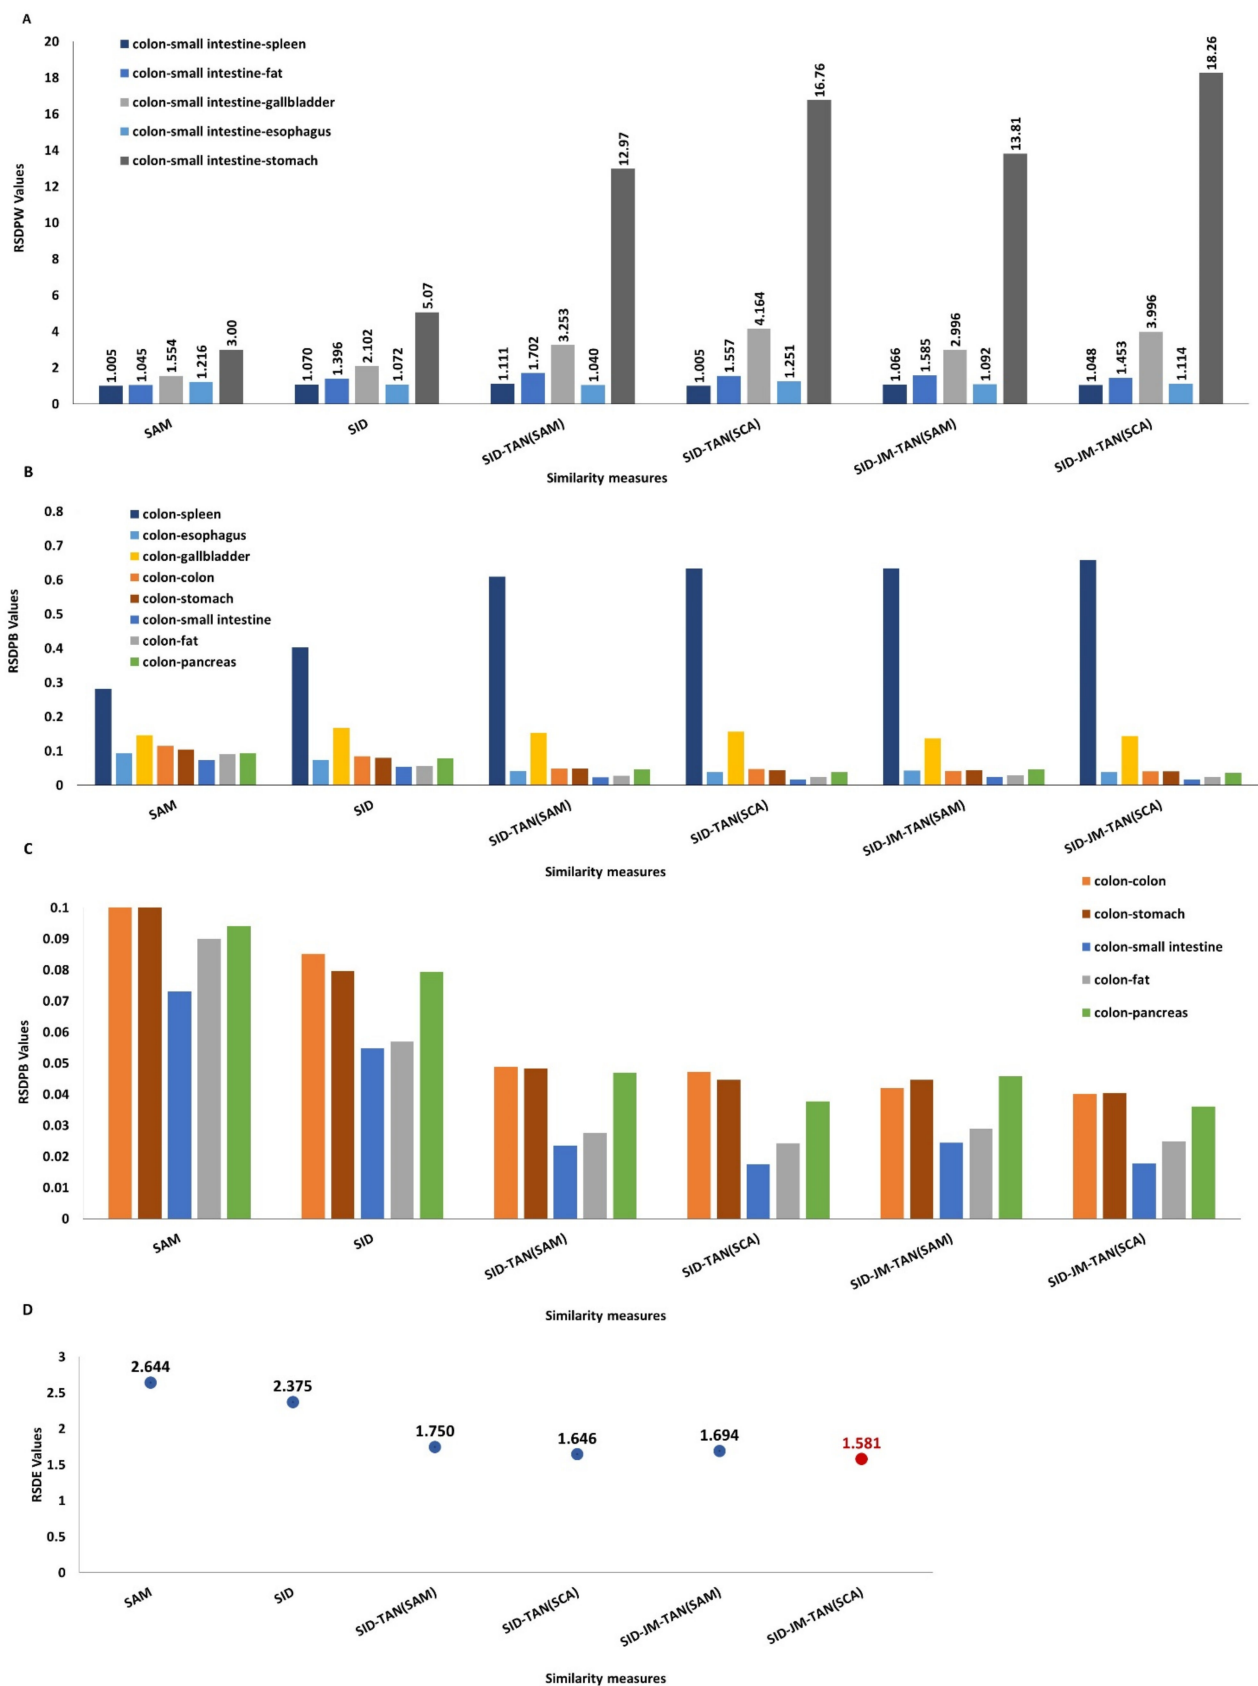 A
RSDPW Values
20
18
16
14
12
10
8
6
4
2
0
colon-small intestine-spleen
colon-small intestine-fat
colon-small intestine-gallbladder
colon-small intestine-esophagus
colon-small intestine-stomach
1.005 1.045 1.554 1.216 3.00
1.070 1.396 2.102 1.072 5.07
1.111 1.702 3.253 1.040 12.97
1.005 1.557 4.164 1.251 16.76
1.066 1.585 2.996 1.092 13.81
1.048 1.453 3.996 1.114 18.26
SAM SID SID-TAN(SAM) SID-TAN(SCA) SID-JM-TAN(SAM) SID-JM-TAN(SCA)
Similarity measures
B
RSDPB Values
0.8
0.7
0.6
0.5
0.4
0.3
0.2
0.1
0
colon-spleen
colon-esophagus
colon-gallbladder
colon-colon
colon-stomach
colon-small intestine
colon-fat
colon-pancreas
SAM SID SID-TAN(SAM) SID-TAN(SCA) SID-JM-TAN(SAM) SID-JM-TAN(SCA)
Similarity measures
C
RSDPB Values
0.1
0.09
0.08
0.07
0.06
0.05
0.04
0.03
0.02
0.01
0
colon-colon
colon-stomach
colon-small intestine
colon-fat
colon-pancreas
SAM SID SID-TAN(SAM) SID-TAN(SCA) SID-JM-TAN(SAM) SID-JM-TAN(SCA)
Similarity measures
D
RSDE Values
3
2.5
2
1.5
1
0.5
0
2.644 2.375 1.750 1.646 1.694 1.581
SAM SID SID-TAN(SAM) SID-TAN(SCA) SID-JM-TAN(SAM) SID-JM-TAN(SCA)
Similarity measures